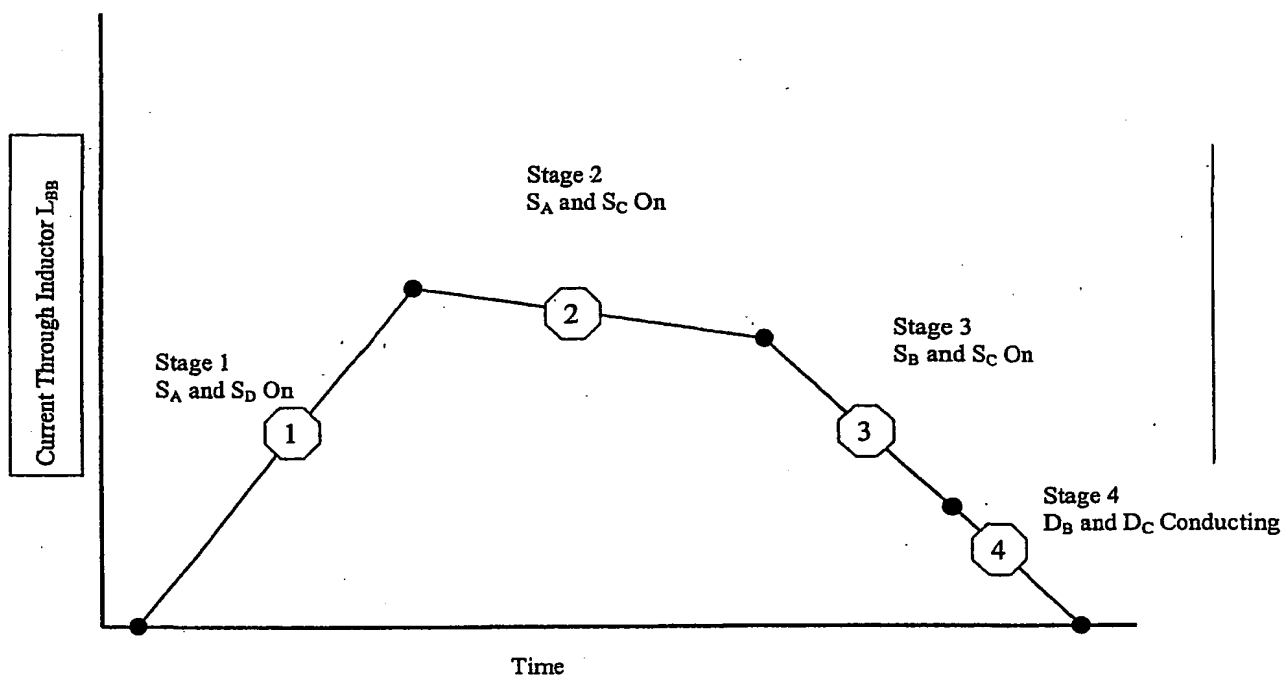 Current Through Inductor L_BB
Stage 1
S_A and S_D On
1
Stage 2
S_A and S_C On
2
Stage 3
S_B and S_C On
3
Stage 4
D_B and D_C Conducting
4
Time